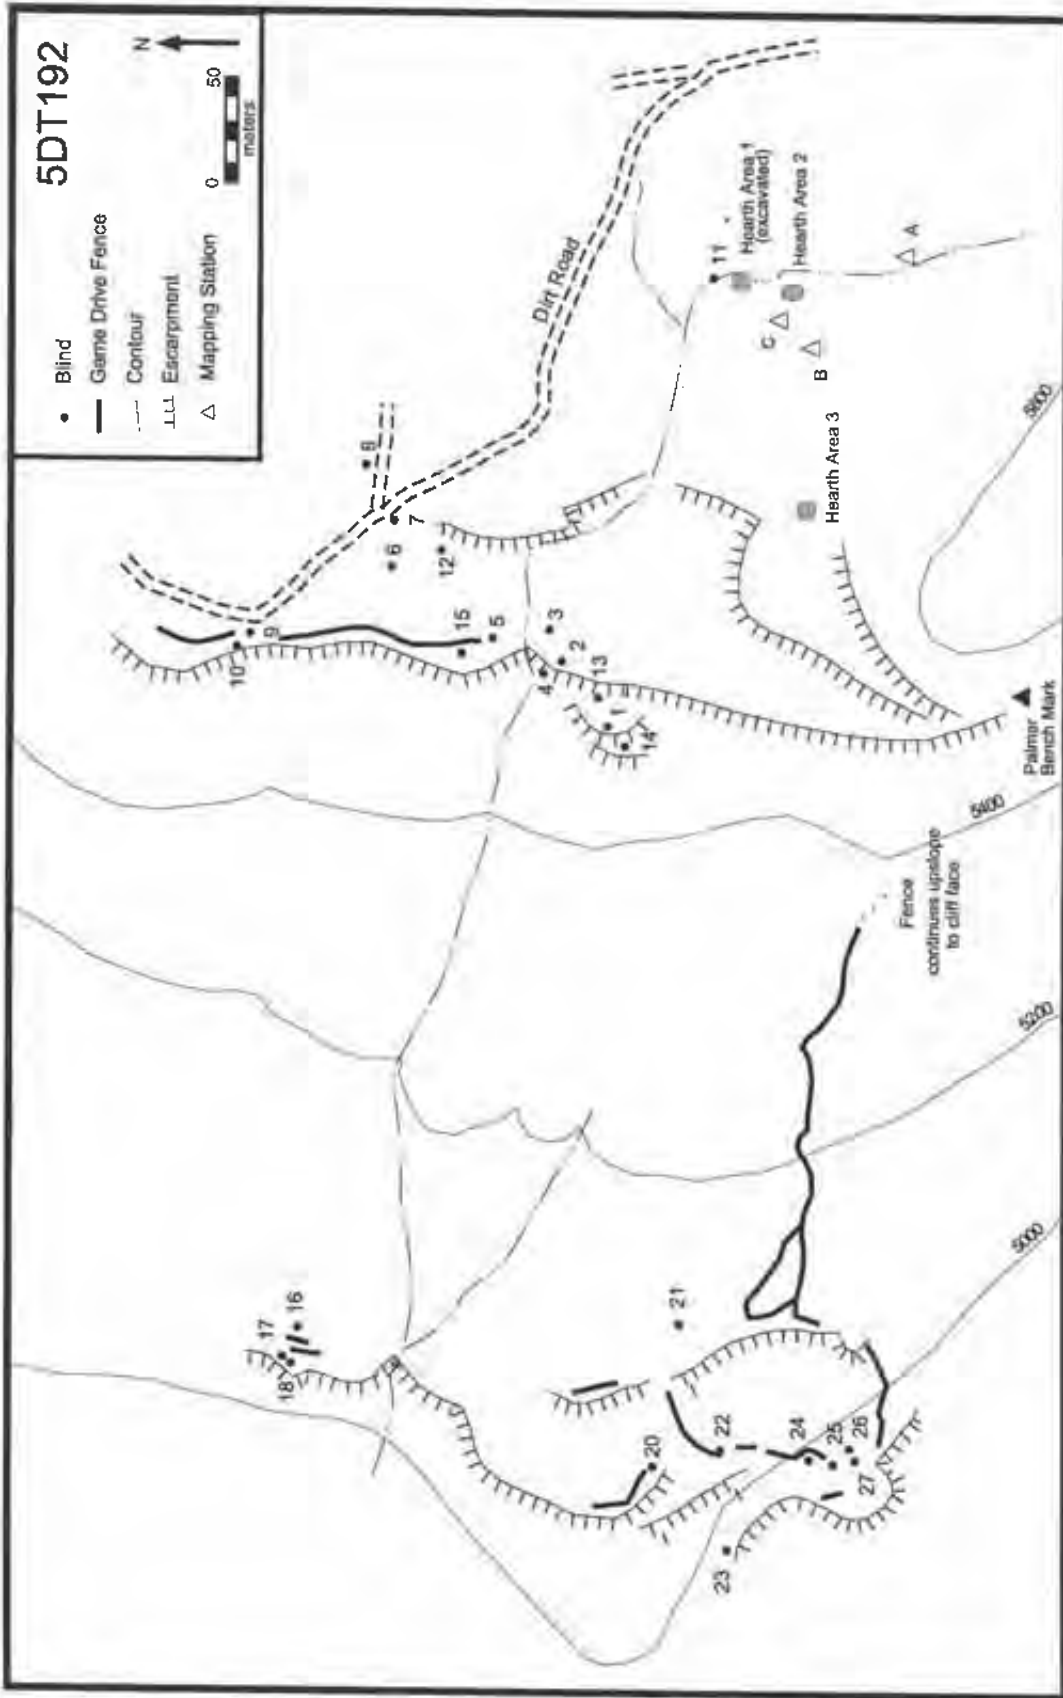 5DT192
N
Blind
Game Drive Fence
Contour
Escarpment
Mapping Station
0 50
meters
Dirt Road
8
7
6
12
10
9
15
5
3
2
4
13
1
14
11
Hearth Area 1
(excavated)
Hearth Area 2
A
C
B
Hearth Area 3
5600
Palmer
Bench Mark
5400
Fence
continues upslope
to cliff face
5200
5000
17
16
18
21
20
22
24
25
26
27
23